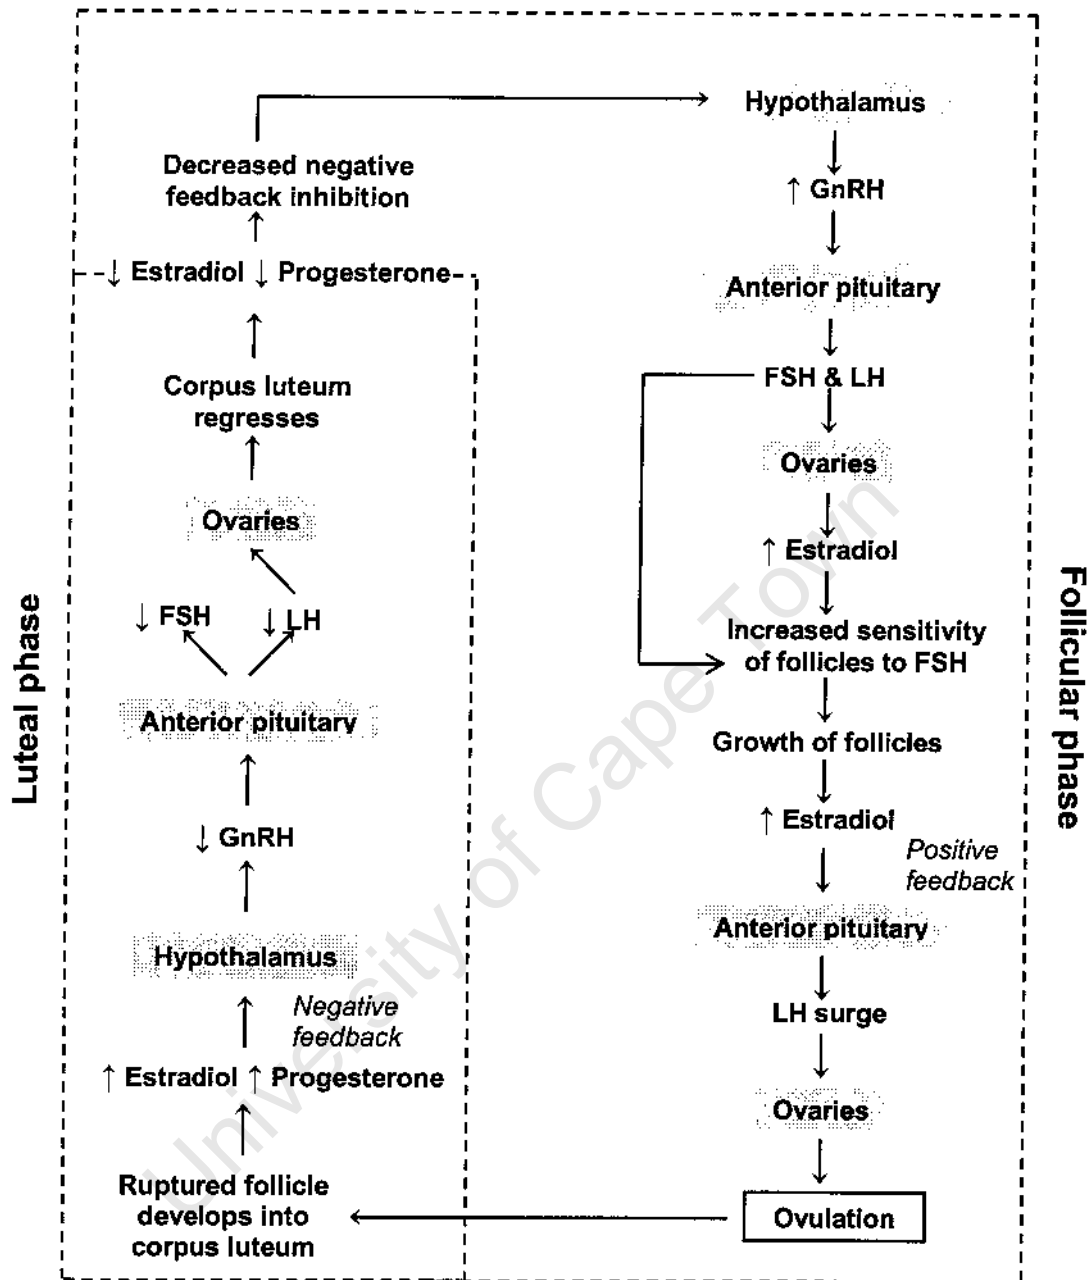 Hypothalamus
↑ GnRH
Anterior pituitary
FSH & LH
Ovaries
↑ Estradiol
Increased sensitivity
of follicles to FSH
Growth of follicles
↑ Estradiol
Positive
feedback
Anterior pituitary
LH surge
Ovaries
Ovulation
Follicular phase
Ruptured follicle
develops into
corpus luteum
↑ Estradiol ↑ Progesterone
Negative
feedback
Hypothalamus
↓ GnRH
Anterior pituitary
↓ FSH ↓ LH
Ovaries
Corpus luteum
regresses
↓ Estradiol ↓ Progesterone
Decreased negative
feedback inhibition
Luteal phase
University of Cape Town